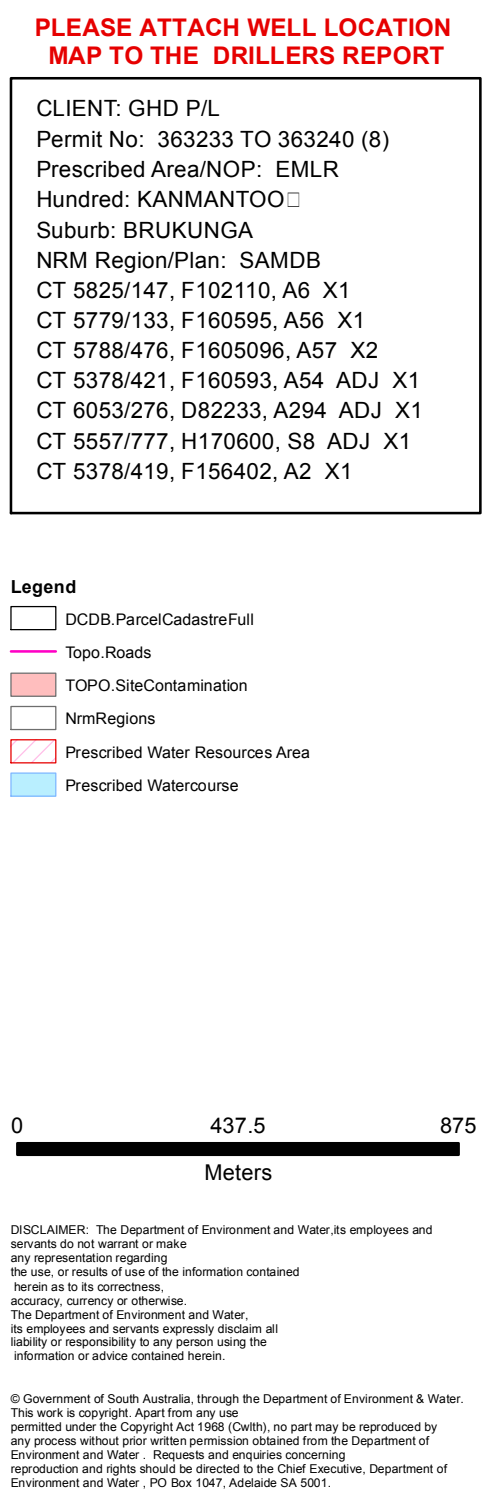 PLEASE ATTACH WELL LOCATION
MAP TO THE DRILLERS REPORT
CLIENT: GHD P/L
Permit No: 363233 TO 363240 (8)
Prescribed Area/NOP: EMLR
Hundred: KANMANTOO□
Suburb: BRUKUNGA
NRM Region/Plan: SAMDB
CT 5825/147, F102110, A6 X1
CT 5779/133, F160595, A56 X1
CT 5788/476, F1605096, A57 X2
CT 5378/421, F160593, A54 ADJ X1
CT 6053/276, D82233, A294 ADJ X1
CT 5557/777, H170600, S8 ADJ X1
CT 5378/419, F156402, A2 X1
Legend
DCDB.ParcelCadastreFull
Topo.Roads
TOPO.SiteContamination
NrmRegions
Prescribed Water Resources Area
Prescribed Watercourse
0 437.5 875
Meters
DISCLAIMER: The Department of Environment and Water,its employees and
servants do not warrant or make
any representation regarding
the use, or results of use of the information contained
herein as to its correctness,
accuracy, currency or otherwise.
The Department of Environment and Water,
its employees and servants expressly disclaim all
liability or responsibility to any person using the
information or advice contained herein.
© Government of South Australia, through the Department of Environment & Water.
This work is copyright. Apart from any use
permitted under the Copyright Act 1968 (Cwlth), no part may be reproduced by
any process without prior written permission obtained from the Department of
Environment and Water . Requests and enquiries concerning
reproduction and rights should be directed to the Chief Executive, Department of
Environment and Water , PO Box 1047, Adelaide SA 5001.